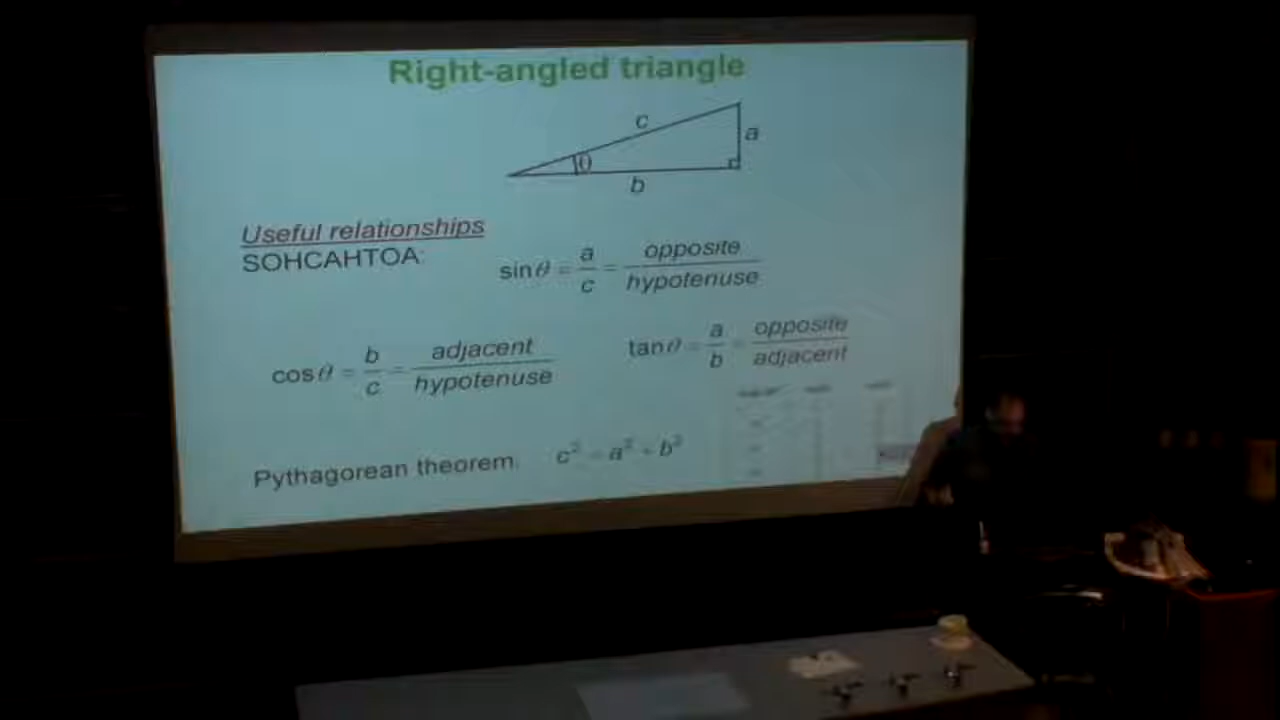 Right-angled triangle
c
a
θ
b
Useful relationships
SOHCAHTOA:
sinθ = a/c = opposite/hypotenuse
cosθ = b/c = adjacent/hypotenuse
tanθ = a/b = opposite/adjacent
Pythagorean theorem: c² = a² + b²